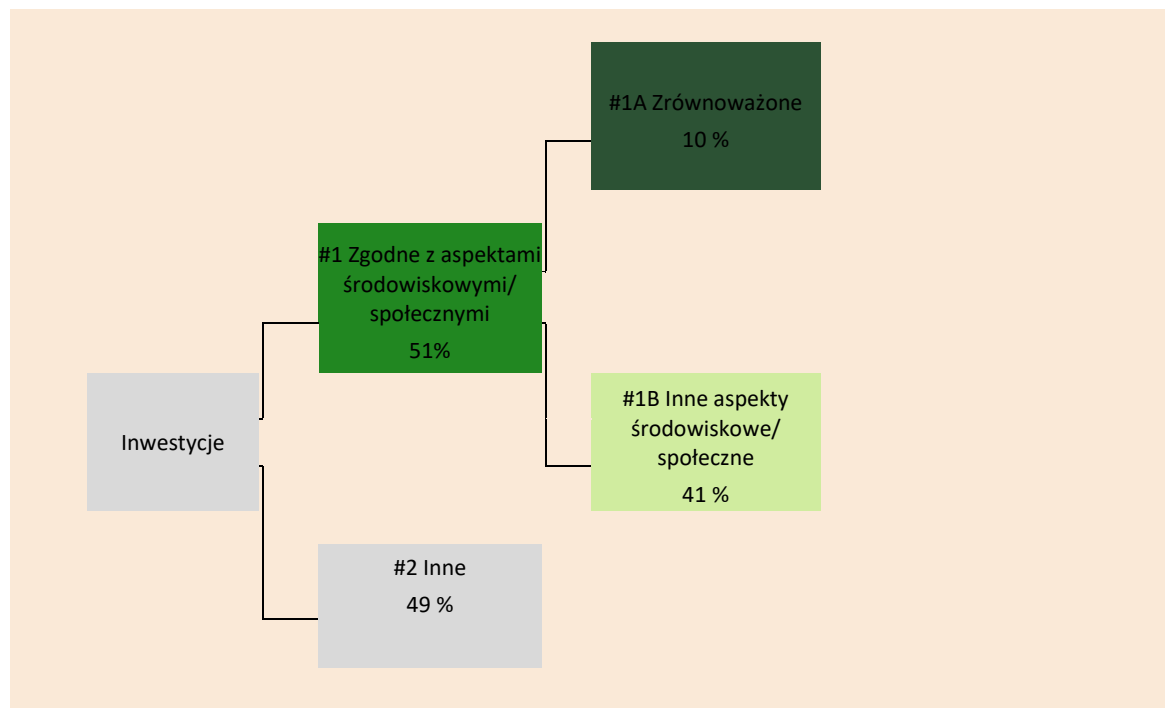 #1A Zrównoważone
10 %
#1 Zgodne z aspektami
środowiskowymi/
społecznymi
51%
Inwestycje
#1B Inne aspekty
środowiskowe/
społeczne
41 %
#2 Inne
49 %